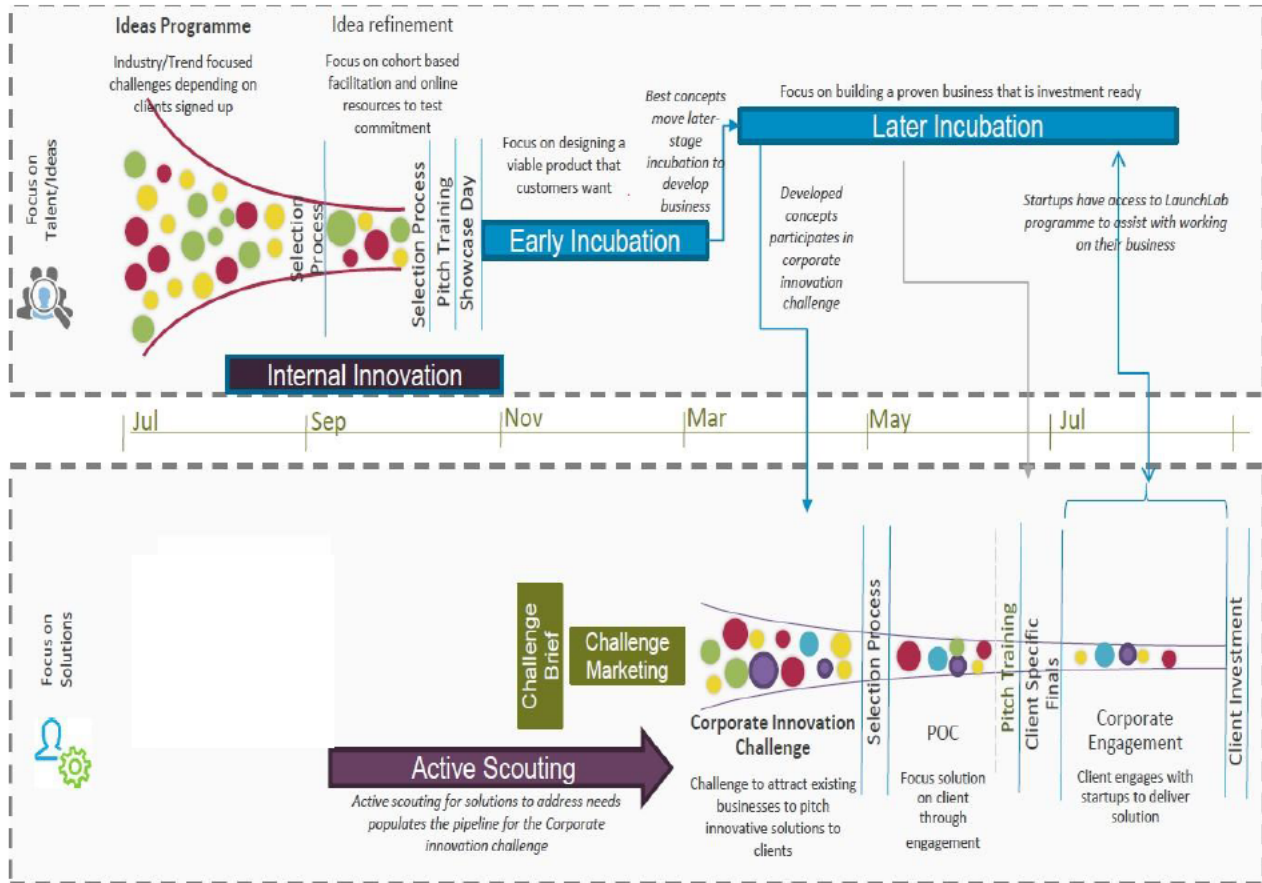 Ideas Programme
Industry/Trend focused
challenges depending on
clients signed up
Idea refinement
Focus on cohort based
facilitation and online
resources to test
commitment
Focus on
Talent/Ideas
Selection
Process
Selection Process
Pitch Training
Showcase Day
Focus on designing a
viable product that
customers want
Early Incubation
Best concepts
move later-
stage
incubation to
develop
business
Focus on building a proven business that is investment ready
Later Incubation
Developed
concepts
participates in
corporate
innovation
challenge
Startups have access to LaunchLab
programme to assist with working
on their business
Internal Innovation
Jul
Sep
Nov
Mar
May
Jul
Focus on
Solutions
Challenge
Brief
Challenge
Marketing
Active Scouting
Active scouting for solutions to address needs
populates the pipeline for the Corporate
innovation challenge
Corporate Innovation
Challenge
Challenge to attract existing
businesses to pitch
innovative solutions to
clients
Selection Process
POC
Focus solution
on client
through
engagement
Pitch Training
Client Specific
Finals
Corporate
Engagement
Client engages with
startups to deliver
solution
Client Investment